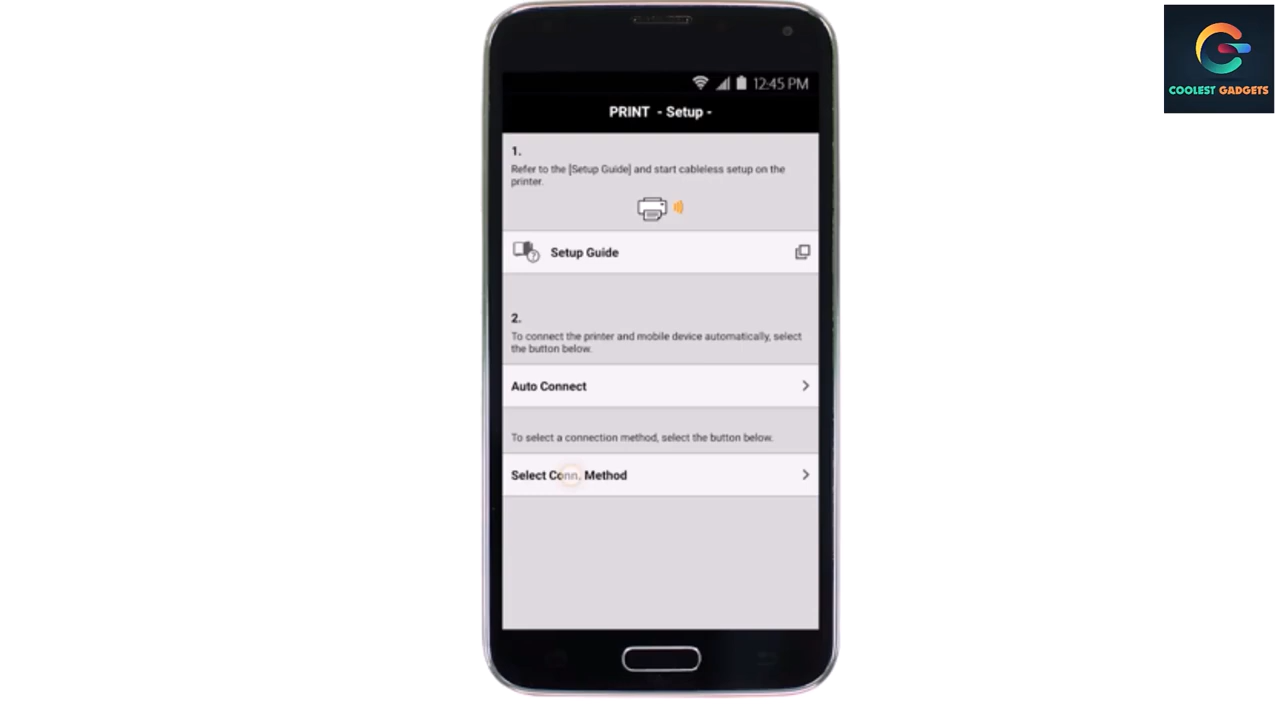 COOLEST GADGETS
12:45 PM
PRINT - Setup -
1.
Refer to the [Setup Guide] and start cableless setup on the
printer.
Setup Guide
2.
To connect the printer and mobile device automatically, select
the button below.
Auto Connect
To select a connection method, select the button below.
Select Conn. Method